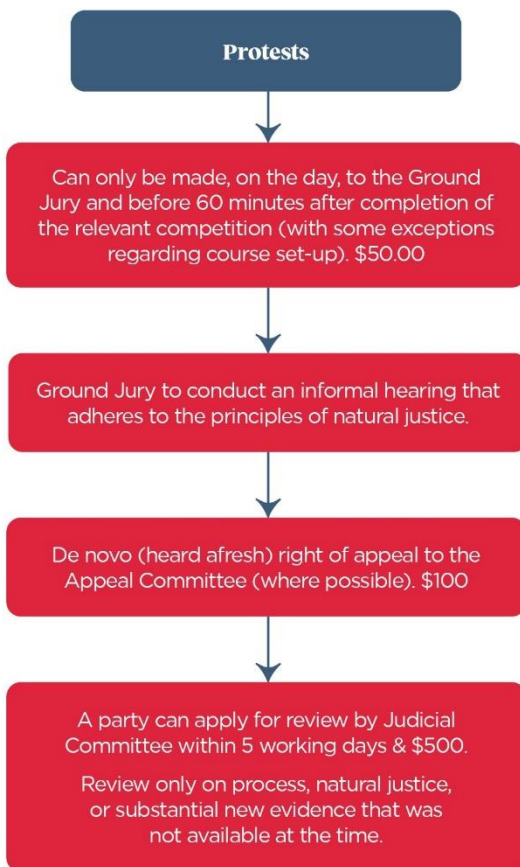 Protests
Can only be made, on the day, to the Ground
Jury and before 60 minutes after completion of
the relevant competition (with some exceptions
regarding course set-up). $50.00
Ground Jury to conduct an informal hearing that
adheres to the principles of natural justice.
De novo (heard afresh) right of appeal to the
Appeal Committee (where possible). $100
A party can apply for review by Judicial
Committee within 5 working days & $500.
Review only on process, natural justice,
or substantial new evidence that was
not available at the time.